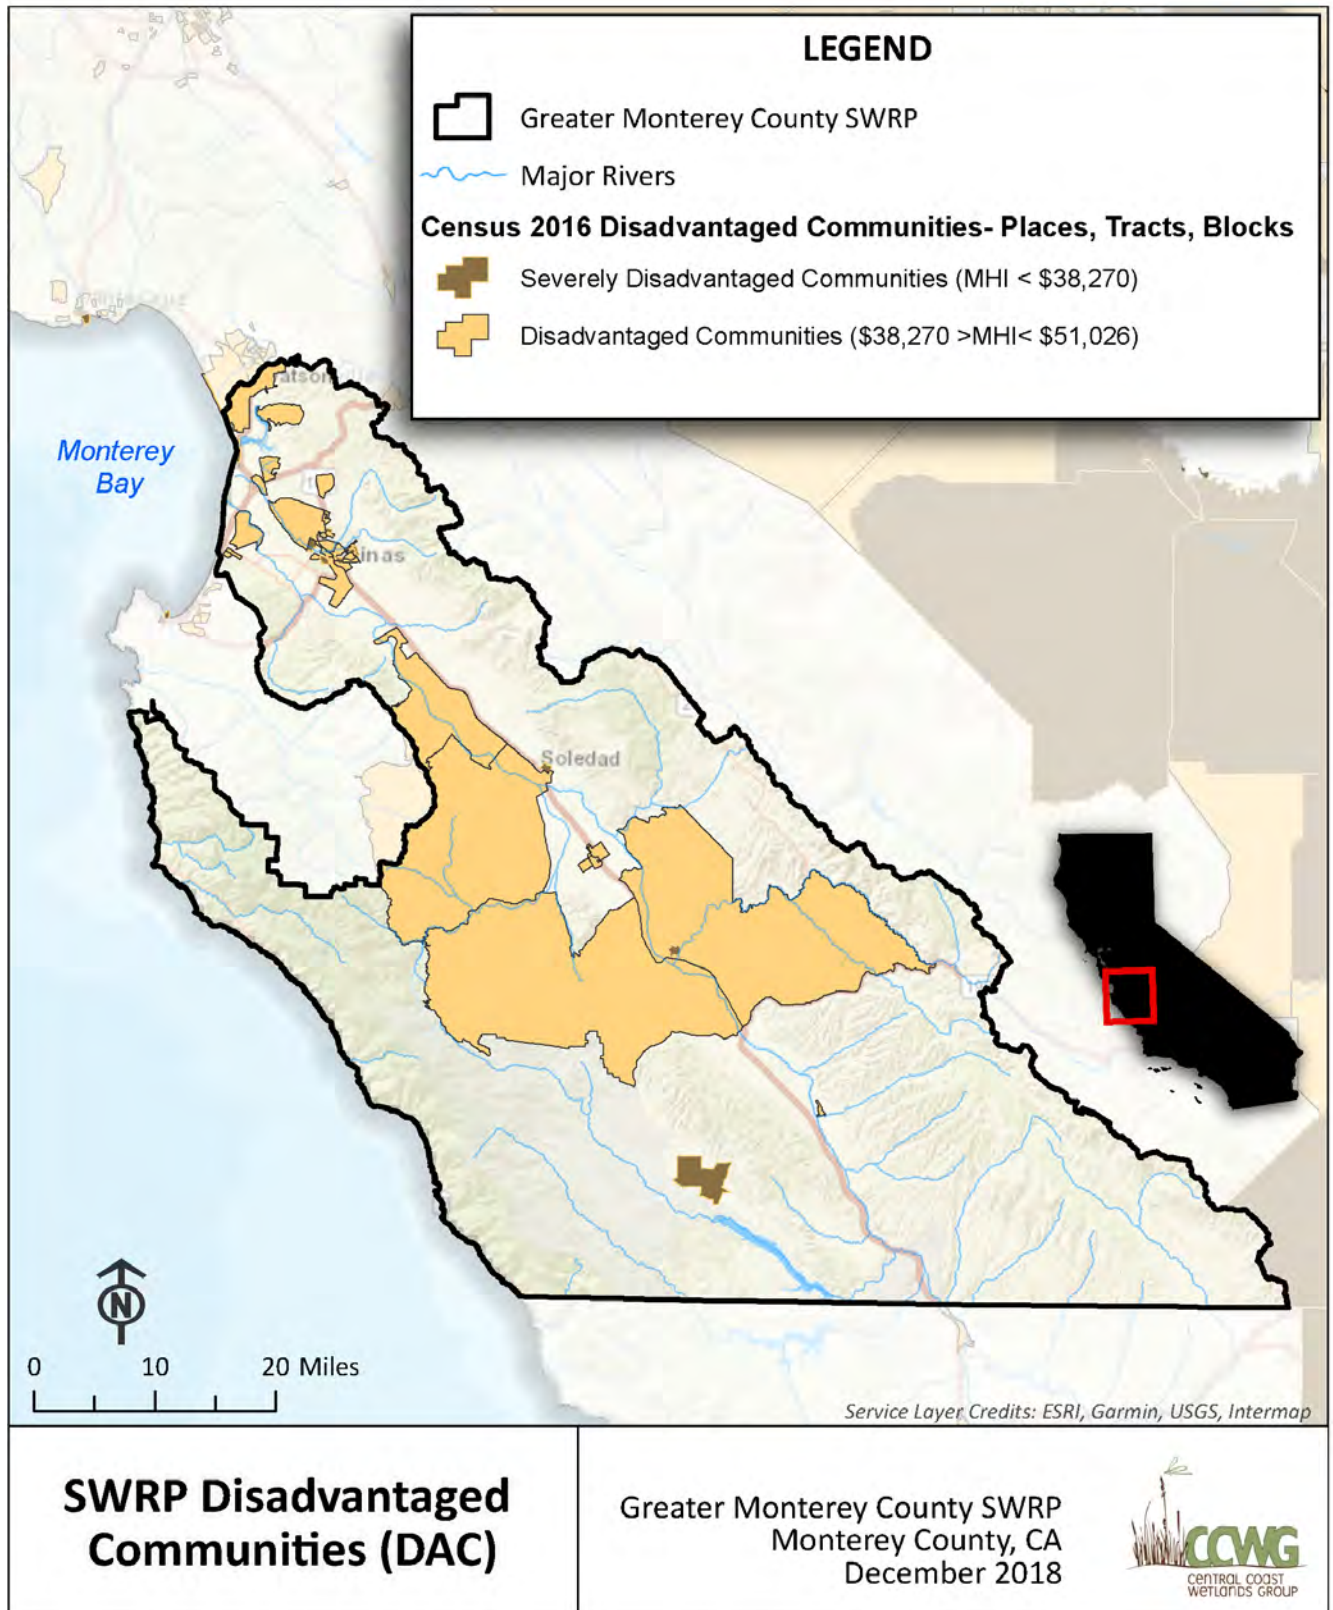 LEGEND
Greater Monterey County SWRP
Major Rivers
Census 2016 Disadvantaged Communities- Places, Tracts, Blocks
Severely Disadvantaged Communities (MHI < $38,270)
Disadvantaged Communities ($38,270 >MHI< $51,026)
Monterey
Bay
inas
Soledad
N
0 10 20 Miles
Service Layer Credits: ESRI, Garmin, USGS, Intermap
SWRP Disadvantaged
Communities (DAC)
Greater Monterey County SWRP
Monterey County, CA
December 2018
CCWG
CENTRAL COAST
WETLANDS GROUP